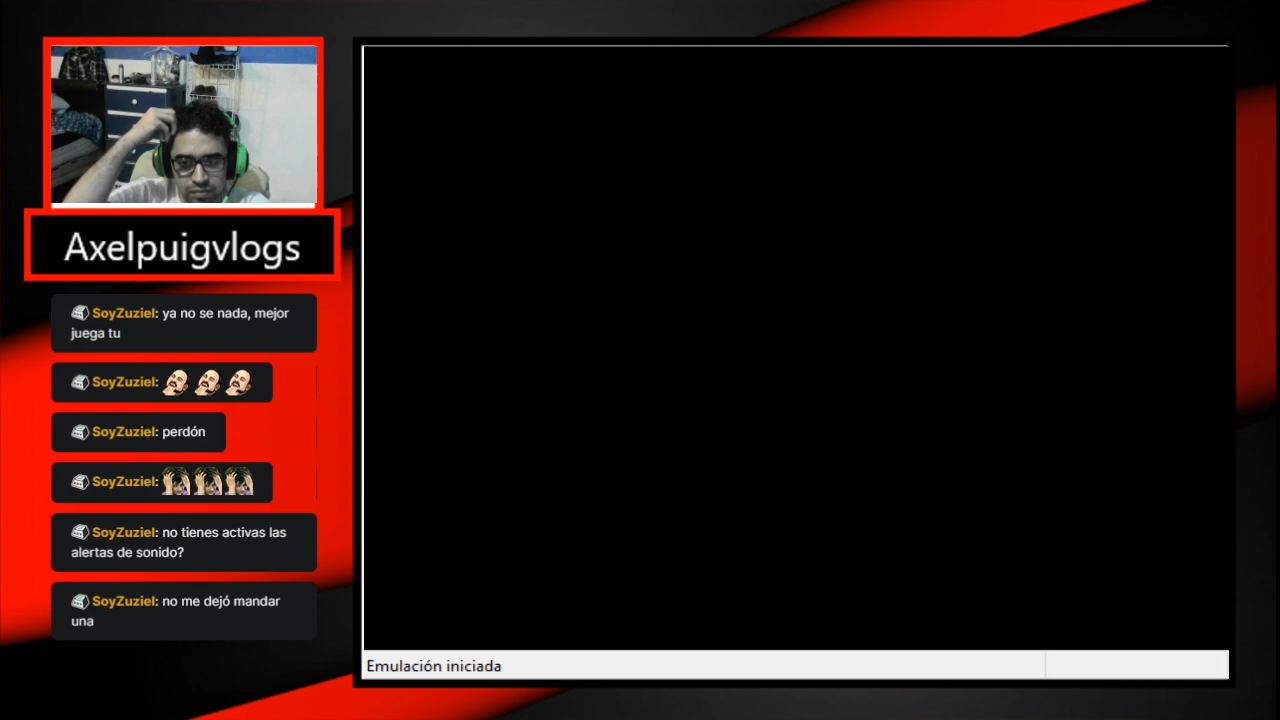 Axelpuigvlogs
SoyZuziel: ya no se nada, mejor
juega tu
SoyZuziel:
SoyZuziel: perdón
SoyZuziel:
SoyZuziel: no tienes activas las
alertas de sonido?
SoyZuziel: no me dejó mandar
una
Emulación iniciada